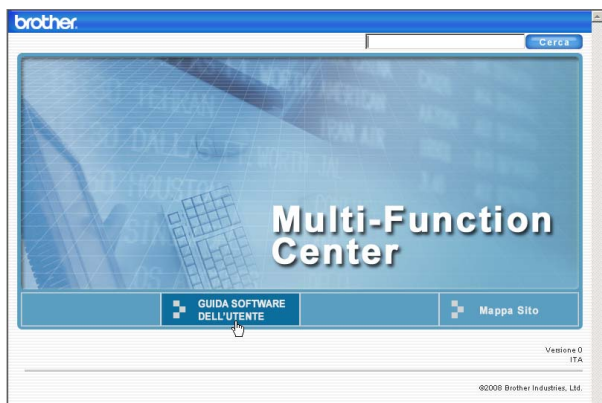 brother.
Cerca
Multi-Function
Center
GUIDA SOFTWARE
DELL'UTENTE
Mappa Sito
Versione 0
ITA
©2008 Brother Industries, Ltd.